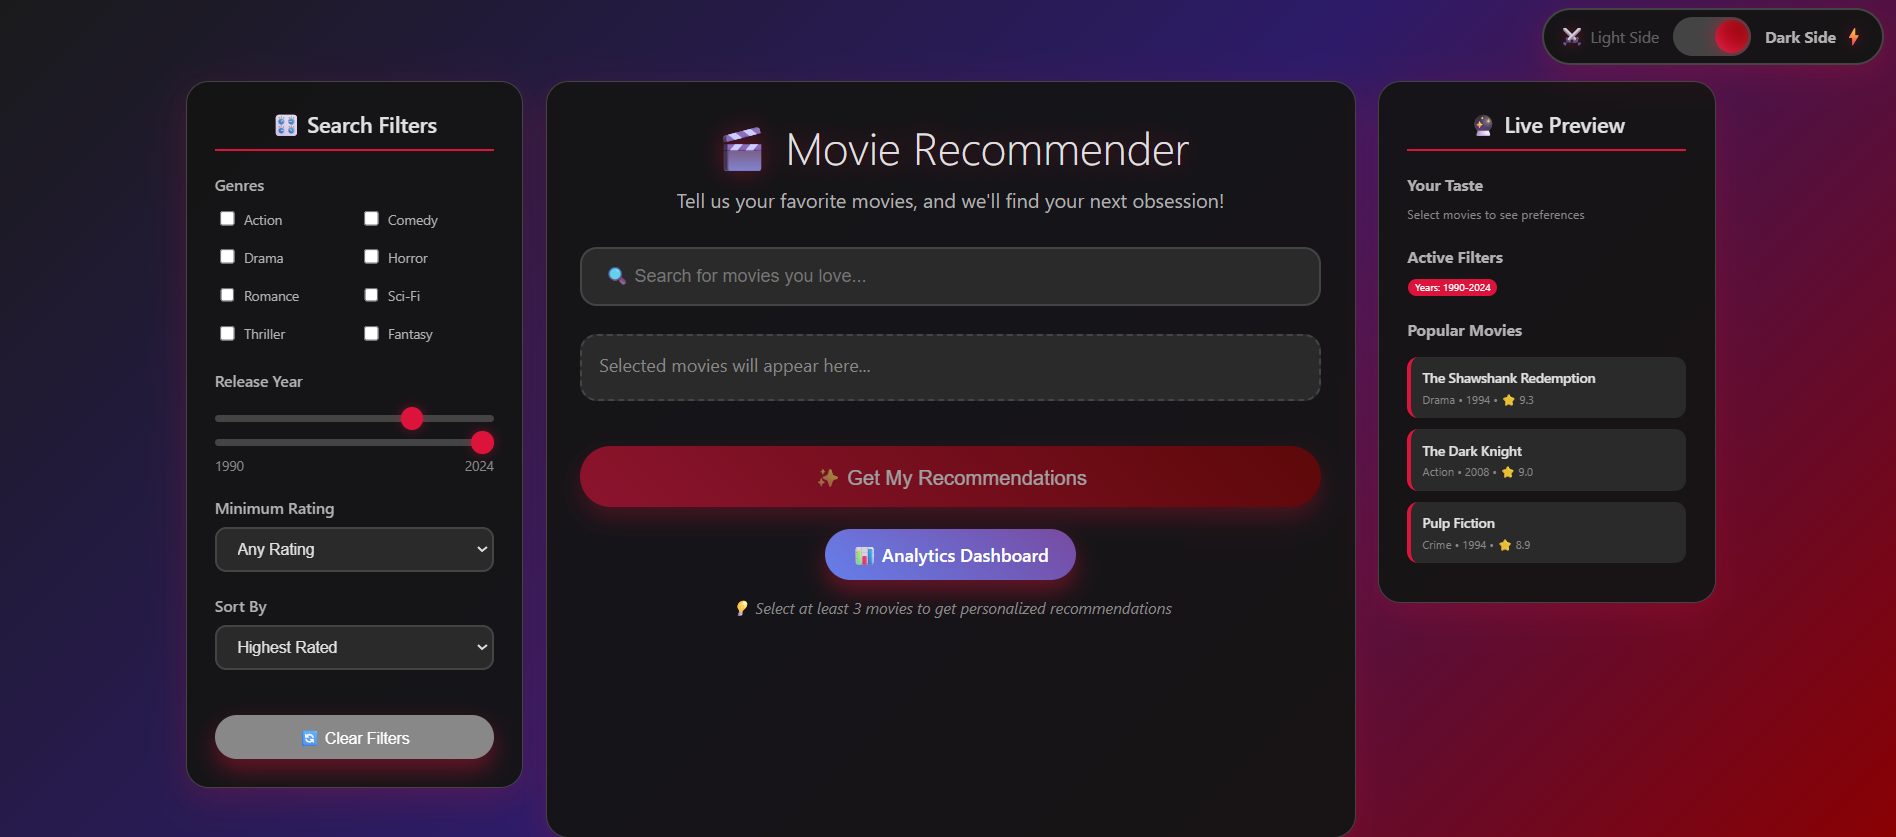 Light Side
Dark Side
Search Filters
Genres
Action
Comedy
Drama
Horror
Romance
Sci-Fi
Thriller
Fantasy
Release Year
1990
2024
Minimum Rating
Any Rating
Sort By
Highest Rated
Clear Filters
Movie Recommender
Tell us your favorite movies, and we'll find your next obsession!
Search for movies you love...
Selected movies will appear here...
Get My Recommendations
Analytics Dashboard
Select at least 3 movies to get personalized recommendations
Live Preview
Your Taste
Select movies to see preferences
Active Filters
Years: 1990-2024
Popular Movies
The Shawshank Redemption
Drama • 1994 • ⭐ 9.3
The Dark Knight
Action • 2008 • ⭐ 9.0
Pulp Fiction
Crime • 1994 • ⭐ 8.9